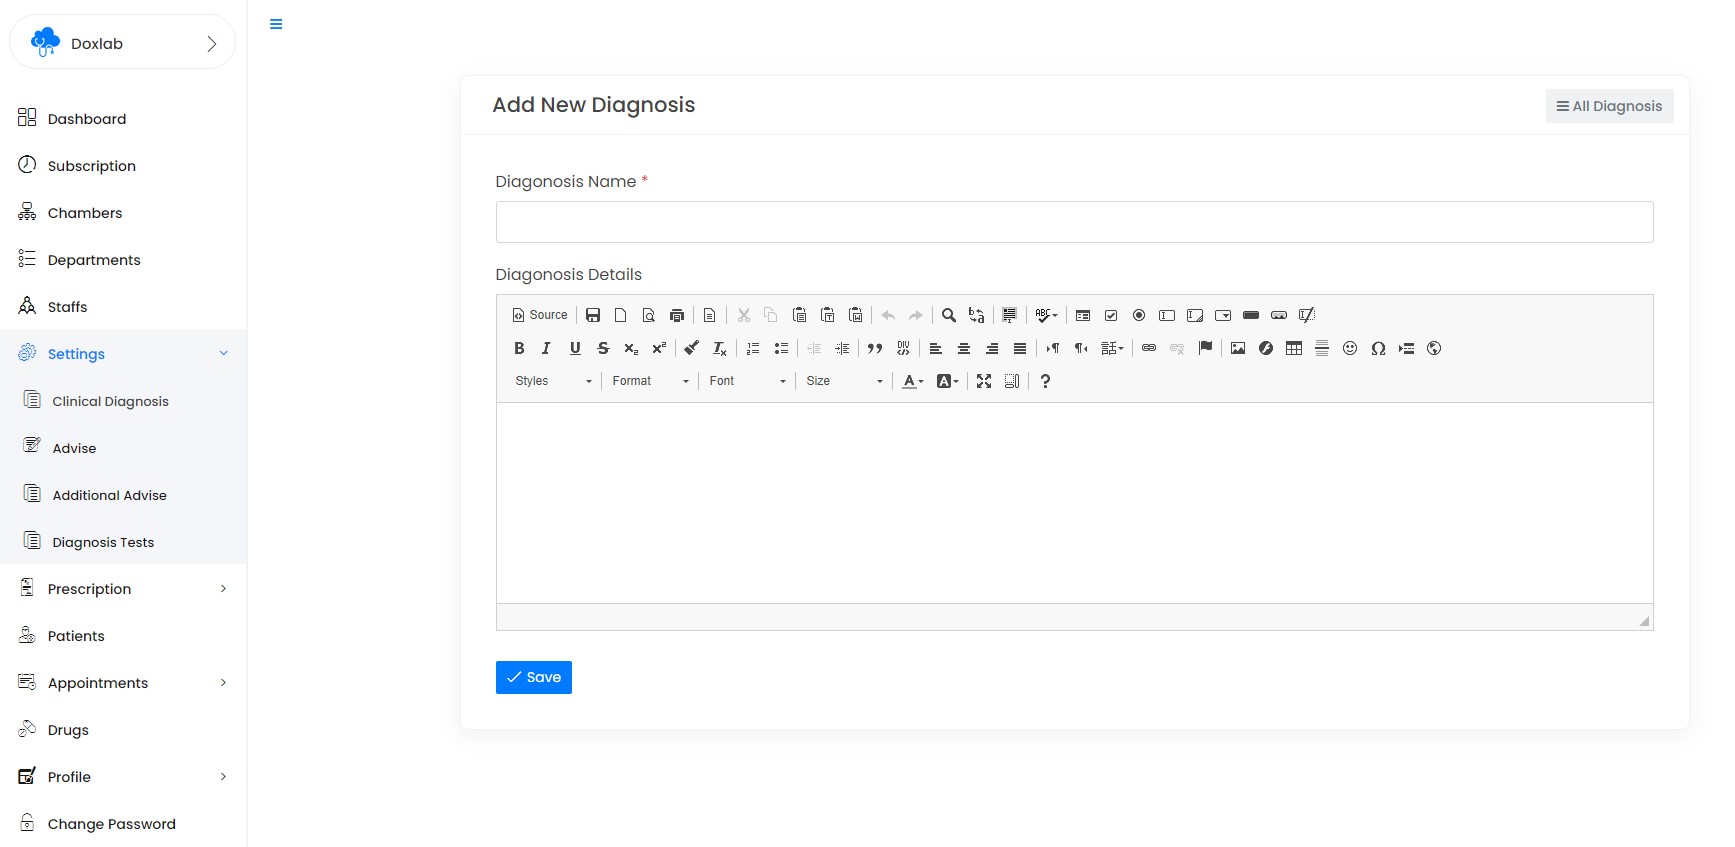 Doxlab
Dashboard
Subscription
Chambers
Departments
Staffs
Settings
Clinical Diagnosis
Advise
Additional Advise
Diagnosis Tests
Prescription
Patients
Appointments
Drugs
Profile
Change Password
Add New Diagnosis
All Diagnosis
Diagonosis Name *
Diagonosis Details
Source
Styles Format Font Size
Save